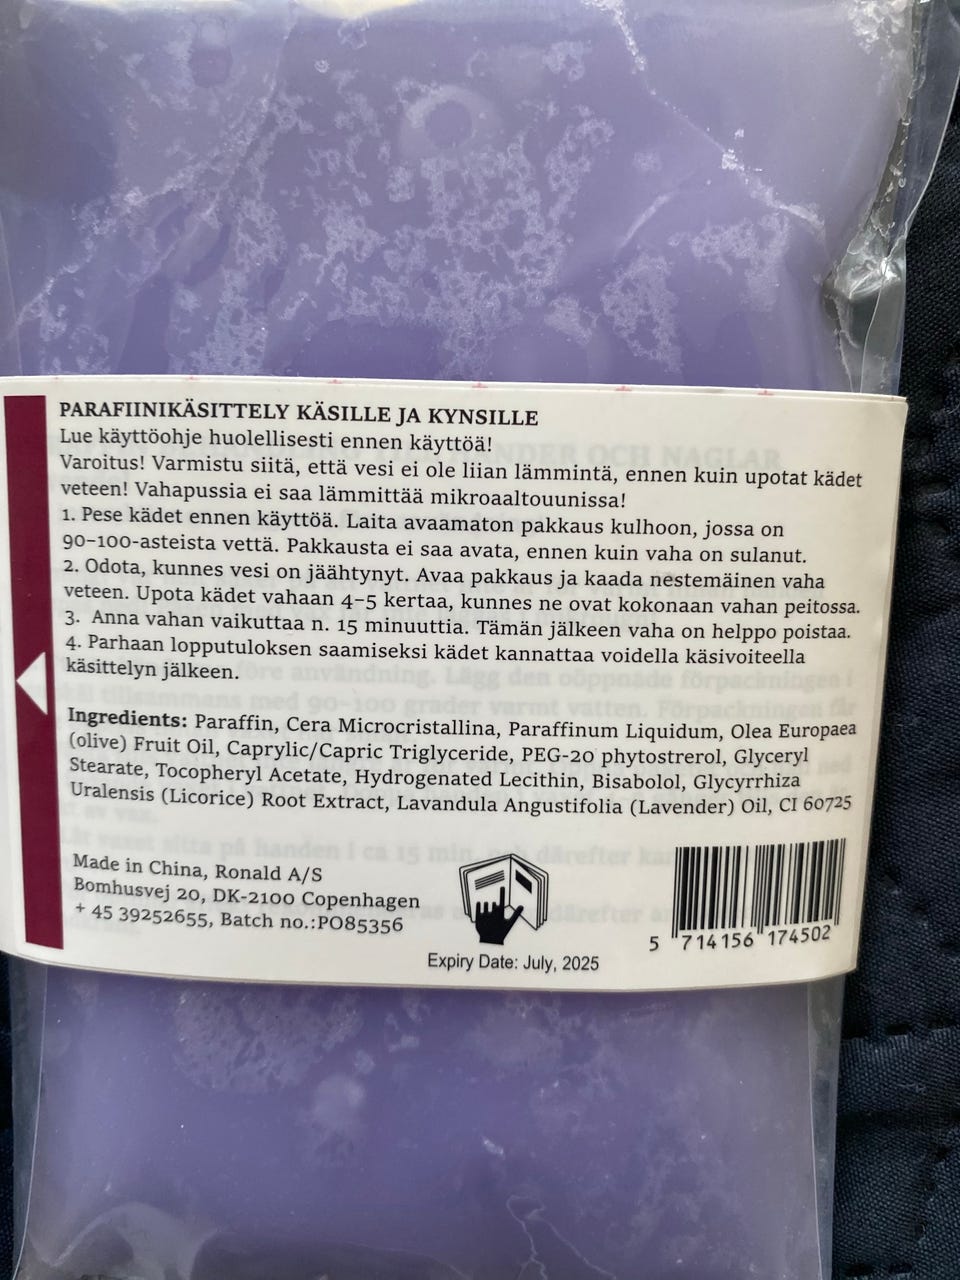 PARAFIINIKÄSITTELY KÄSILLE JA KYNSILLE
Lue käyttöohje huolellisesti ennen käyttöä!
Varoitus! Varmistu siitä, että vesi ei ole liian lämmintä, ennen kuin upotat kädet
veteen! Vahapussia ei saa lämmittää mikroaaltouunissa!
1. Pese kädet ennen käyttöä. Laita avaamaton pakkaus kulhoon, jossa on
90–100-asteista vettä. Pakkausta ei saa avata, ennen kuin vaha on sulanut.
2. Odota, kunnes vesi on jäähtynyt. Avaa pakkaus ja kaada nestemäinen vaha
veteen. Upota kädet vahaan 4–5 kertaa, kunnes ne ovat kokonaan vahan peitossa.
3. Anna vahan vaikuttaa n. 15 minuuttia. Tämän jälkeen vaha on helppo poistaa.
4. Parhaan lopputuloksen saamiseksi kädet kannattaa voidella käsivoiteella
käsittelyn jälkeen.
Ingredients: Paraffin, Cera Microcristallina, Paraffinum Liquidum, Olea Europaea
(olive) Fruit Oil, Caprylic/Capric Triglyceride, PEG-20 phytostrerol, Glyceryl
Stearate, Tocopheryl Acetate, Hydrogenated Lecithin, Bisabolol, Glycyrrhiza
Uralensis (Licorice) Root Extract, Lavandula Angustifolia (Lavender) Oil, CI 60725
Made in China, Ronald A/S
Bomhusvej 20, DK-2100 Copenhagen
+ 45 39252655, Batch no.:PO85356
Expiry Date: July, 2025
5 714156 174502